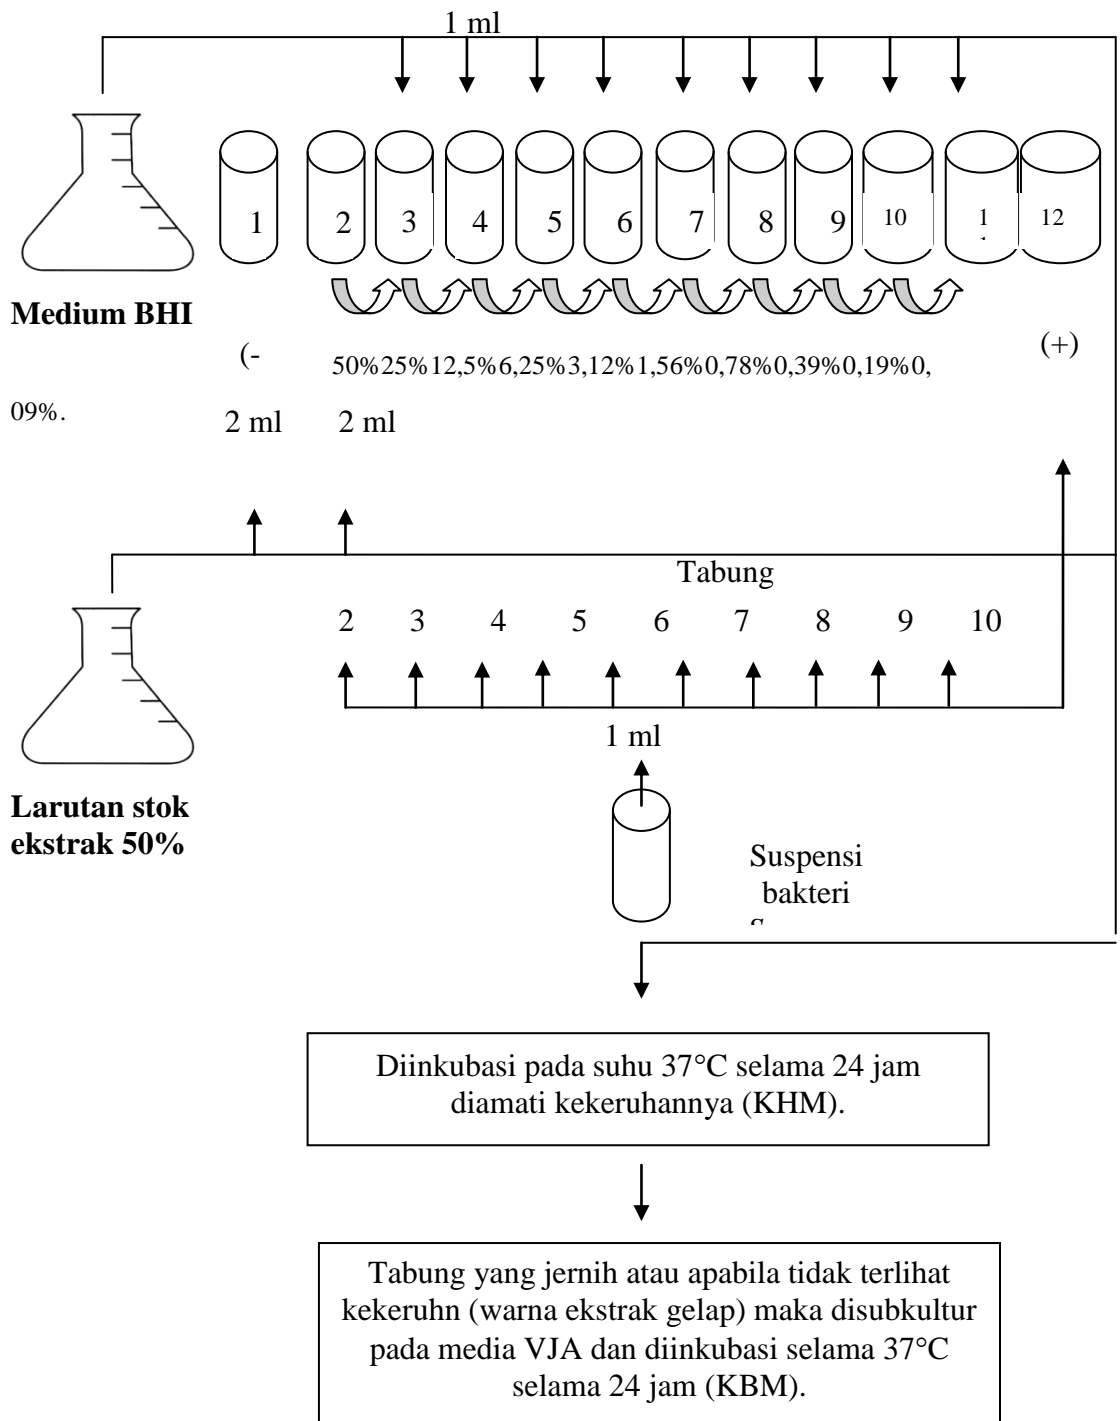 1 ml
1 2 3 4 5 6 7 8 9 10 1 12
Medium BHI
(-
(+)
50%25%12,5%6,25%3,12%1,56%0,78%0,39%0,19%0,
09%.
2 ml 2 ml
Tabung
2 3 4 5 6 7 8 9 10
1 ml
Larutan stok
ekstrak 50%
Suspensi
bakteri
Diinkubasi pada suhu 37°C selama 24 jam
diamati kekeruhannya (KHM).
Tabung yang jernih atau apabila tidak terlihat
kekeruhn (warna ekstrak gelap) maka disubkultur
pada media VJA dan diinkubasi selama 37°C
selama 24 jam (KBM).